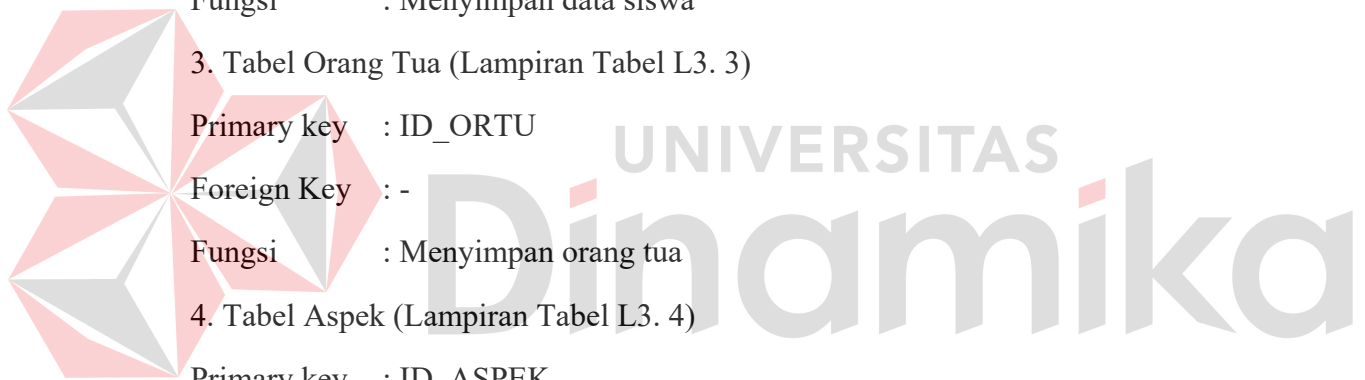 Fungsi : Menyimpan data siswa
3. Tabel Orang Tua (Lampiran Tabel L3. 3)
Primary key : ID_ORTU
UNIVERSITAS
Dinamika
Foreign Key : -
Fungsi : Menyimpan orang tua
4. Tabel Aspek (Lampiran Tabel L3. 4)
Primary key : ID_ASPEK